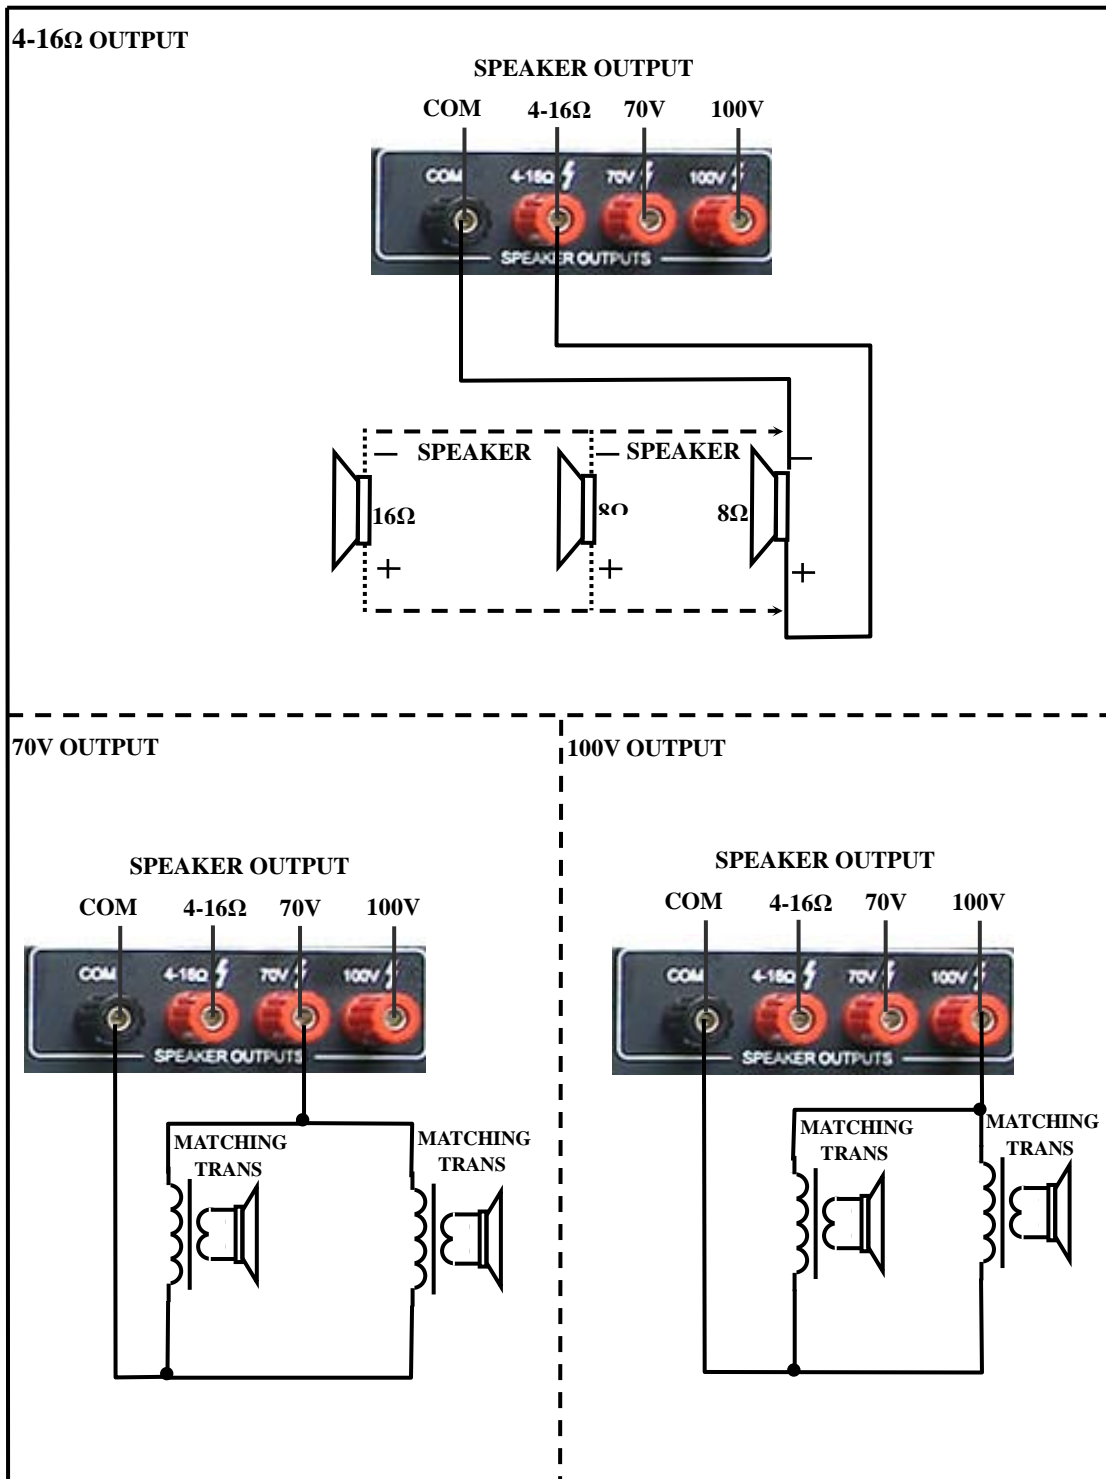 4-16Ω OUTPUT
SPEAKER OUTPUT
COM 4-16Ω 70V 100V
COM 4-16Ω 70V 100V
SPEAKER OUTPUTS
SPEAKER SPEAKER
16Ω 8Ω 8Ω
70V OUTPUT
SPEAKER OUTPUT
COM 4-16Ω 70V 100V
COM 4-16Ω 70V 100V
SPEAKER OUTPUTS
MATCHING
TRANS
MATCHING
TRANS
100V OUTPUT
SPEAKER OUTPUT
COM 4-16Ω 70V 100V
COM 4-16Ω 70V 100V
SPEAKER OUTPUTS
MATCHING
TRANS
MATCHING
TRANS